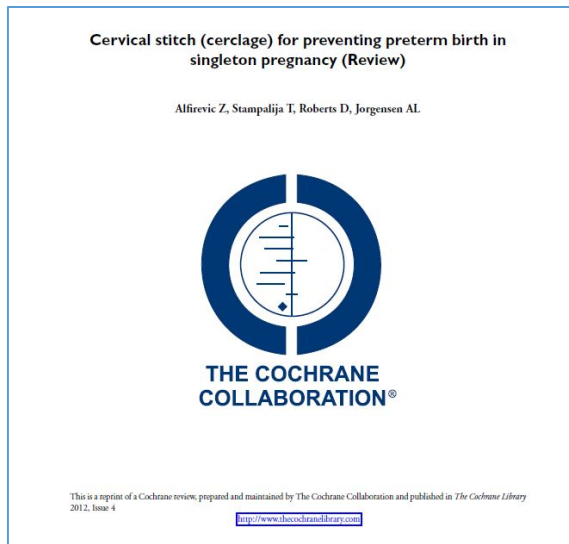 Cervical stitch (cerclage) for preventing preterm birth in
singleton pregnancy (Review)
Alfirevic Z, Stampalija T, Roberts D, Jorgensen AL
THE COCHRANE
COLLABORATION®
This is a reprint of a Cochrane review, prepared and maintained by The Cochrane Collaboration and published in The Cochrane Library
2012, Issue 4
http://www.thecochranelibrary.com